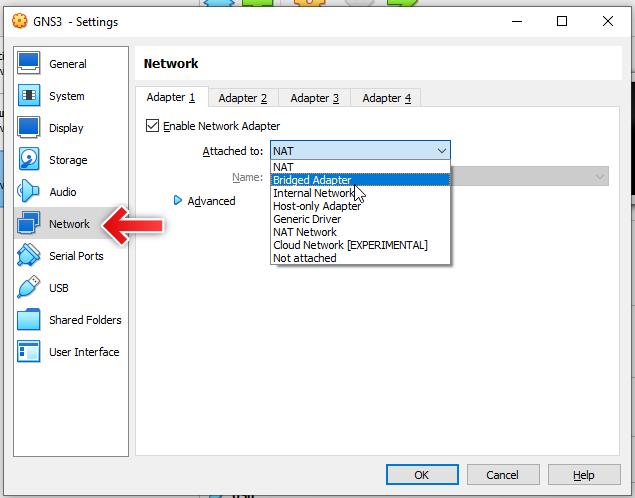 GNS3 - Settings
General
System
Display
Storage
Audio
Network
Serial Ports
USB
Shared Folders
User Interface
Network
Adapter 1
Adapter 2
Adapter 3
Adapter 4
Enable Network Adapter
Attached to:
NAT
NAT
Bridged Adapter
Internal Network
Host-only Adapter
Generic Driver
NAT Network
Cloud Network [EXPERIMENTAL]
Not attached
Name:
Advanced
OK
Cancel
Help